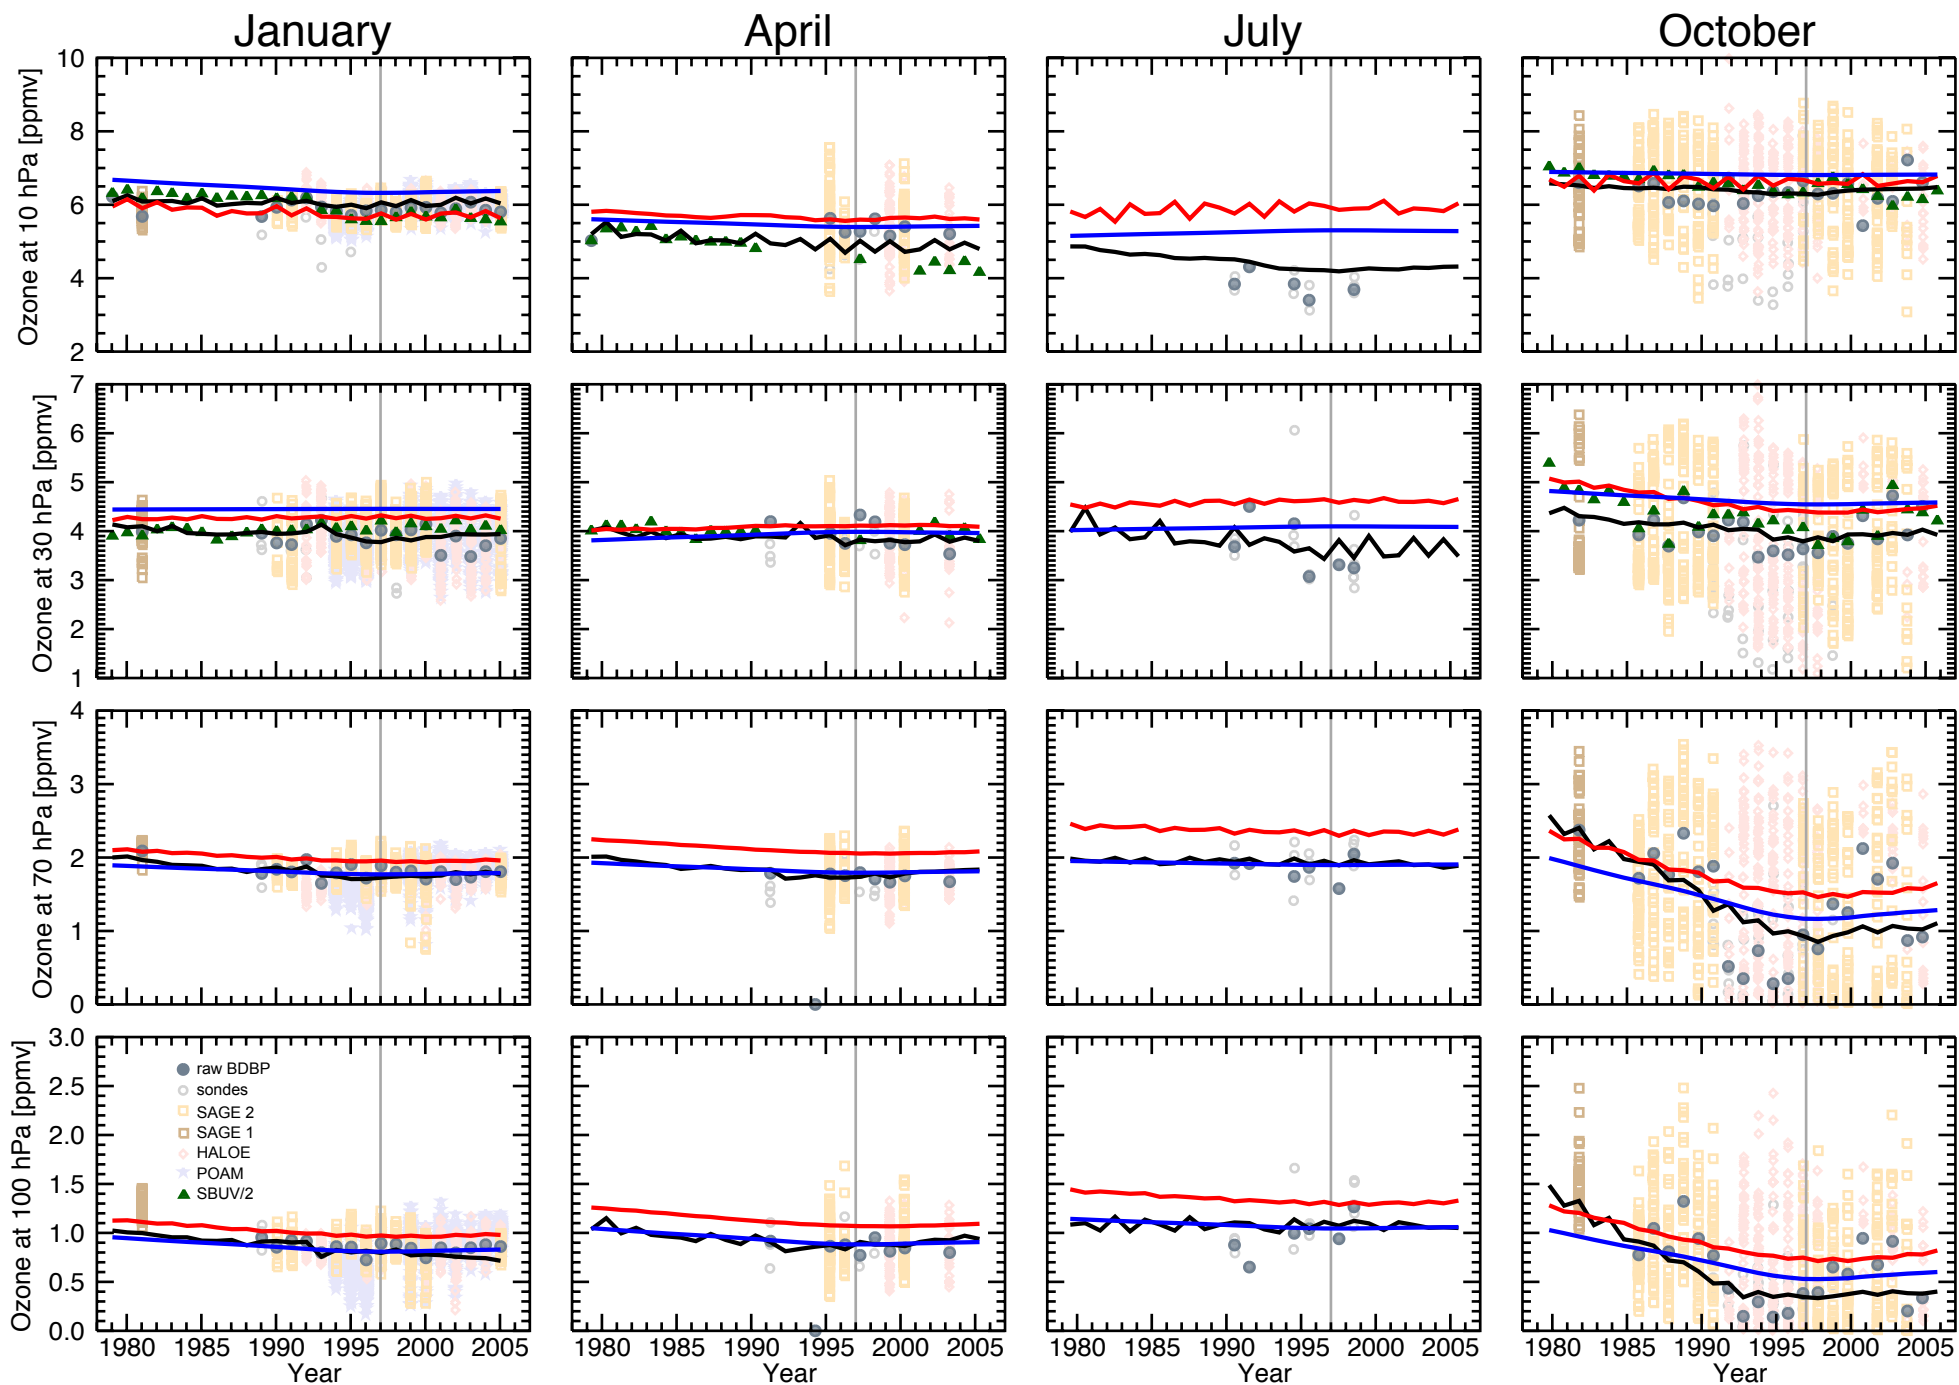 January April July October
Ozone at 10 hPa [ppmv]
10
8
6
4
2
Ozone at 30 hPa [ppmv]
7
6
5
4
3
2
1
Ozone at 70 hPa [ppmv]
4
3
2
1
0
Ozone at 100 hPa [ppmv]
3.0
2.5
2.0
1.5
1.0
0.5
0.0
raw BDBP
sondes
SAGE 2
SAGE 1
HALOE
POAM
SBUV/2
1980 1985 1990 1995 2000 2005 1980 1985 1990 1995 2000 2005 1980 1985 1990 1995 2000 2005 1980 1985 1990 1995 2000 2005
Year Year Year Year